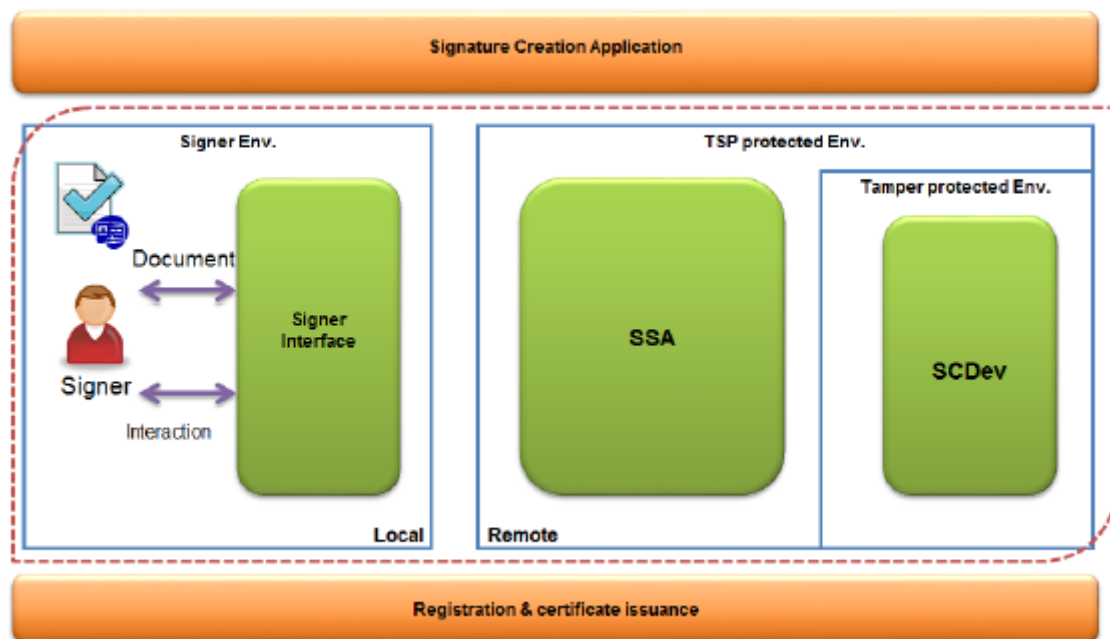 Signature Creation Application
Signer Env.
TSP protected Env.
Tamper protected Env.
Document
Signer
Interface
SSA
SCDev
Signer
Interaction
Local
Remote
Registration & certificate issuance